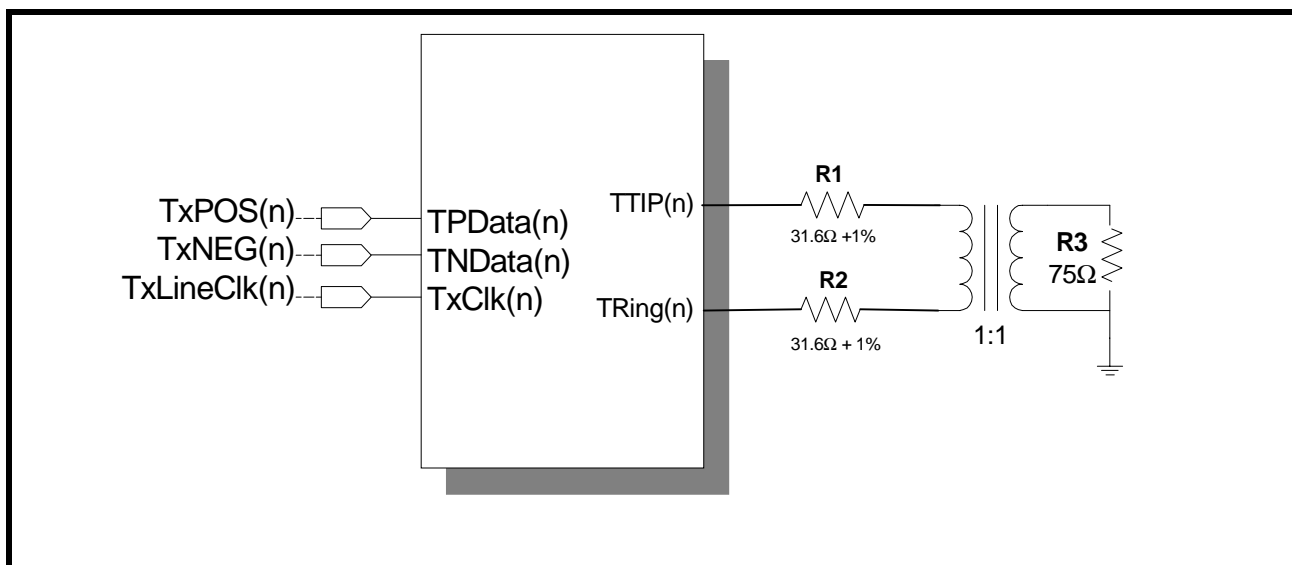 TxPOS(n)
TxNEG(n)
TxLineClk(n)
TPData(n)
TNData(n)
TxClk(n)
TTIP(n)
TRing(n)
R1
31.6Ω +1%
R2
31.6Ω + 1%
1:1
R3
75Ω